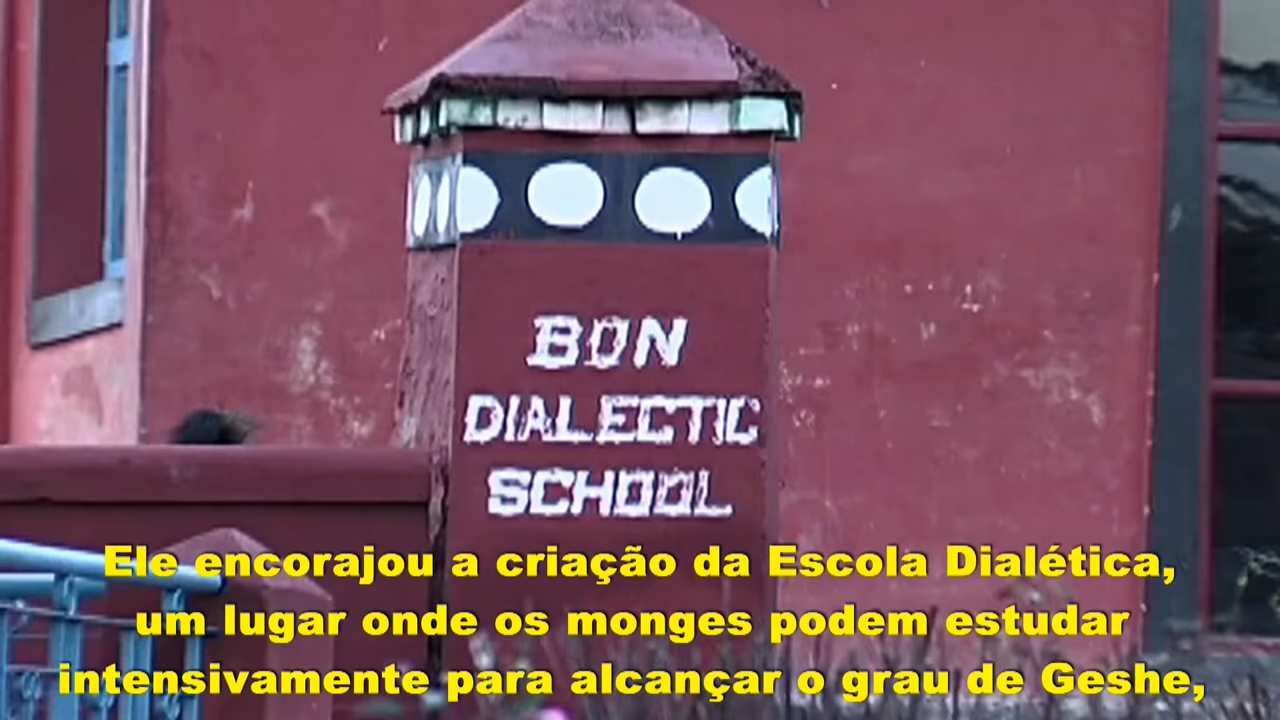 BON
DIALECTIC
SCHOOL
Ele encorajou a criação da Escola Dialética,
um lugar onde os monges podem estudar
intensivamente para alcançar o grau de Geshe,